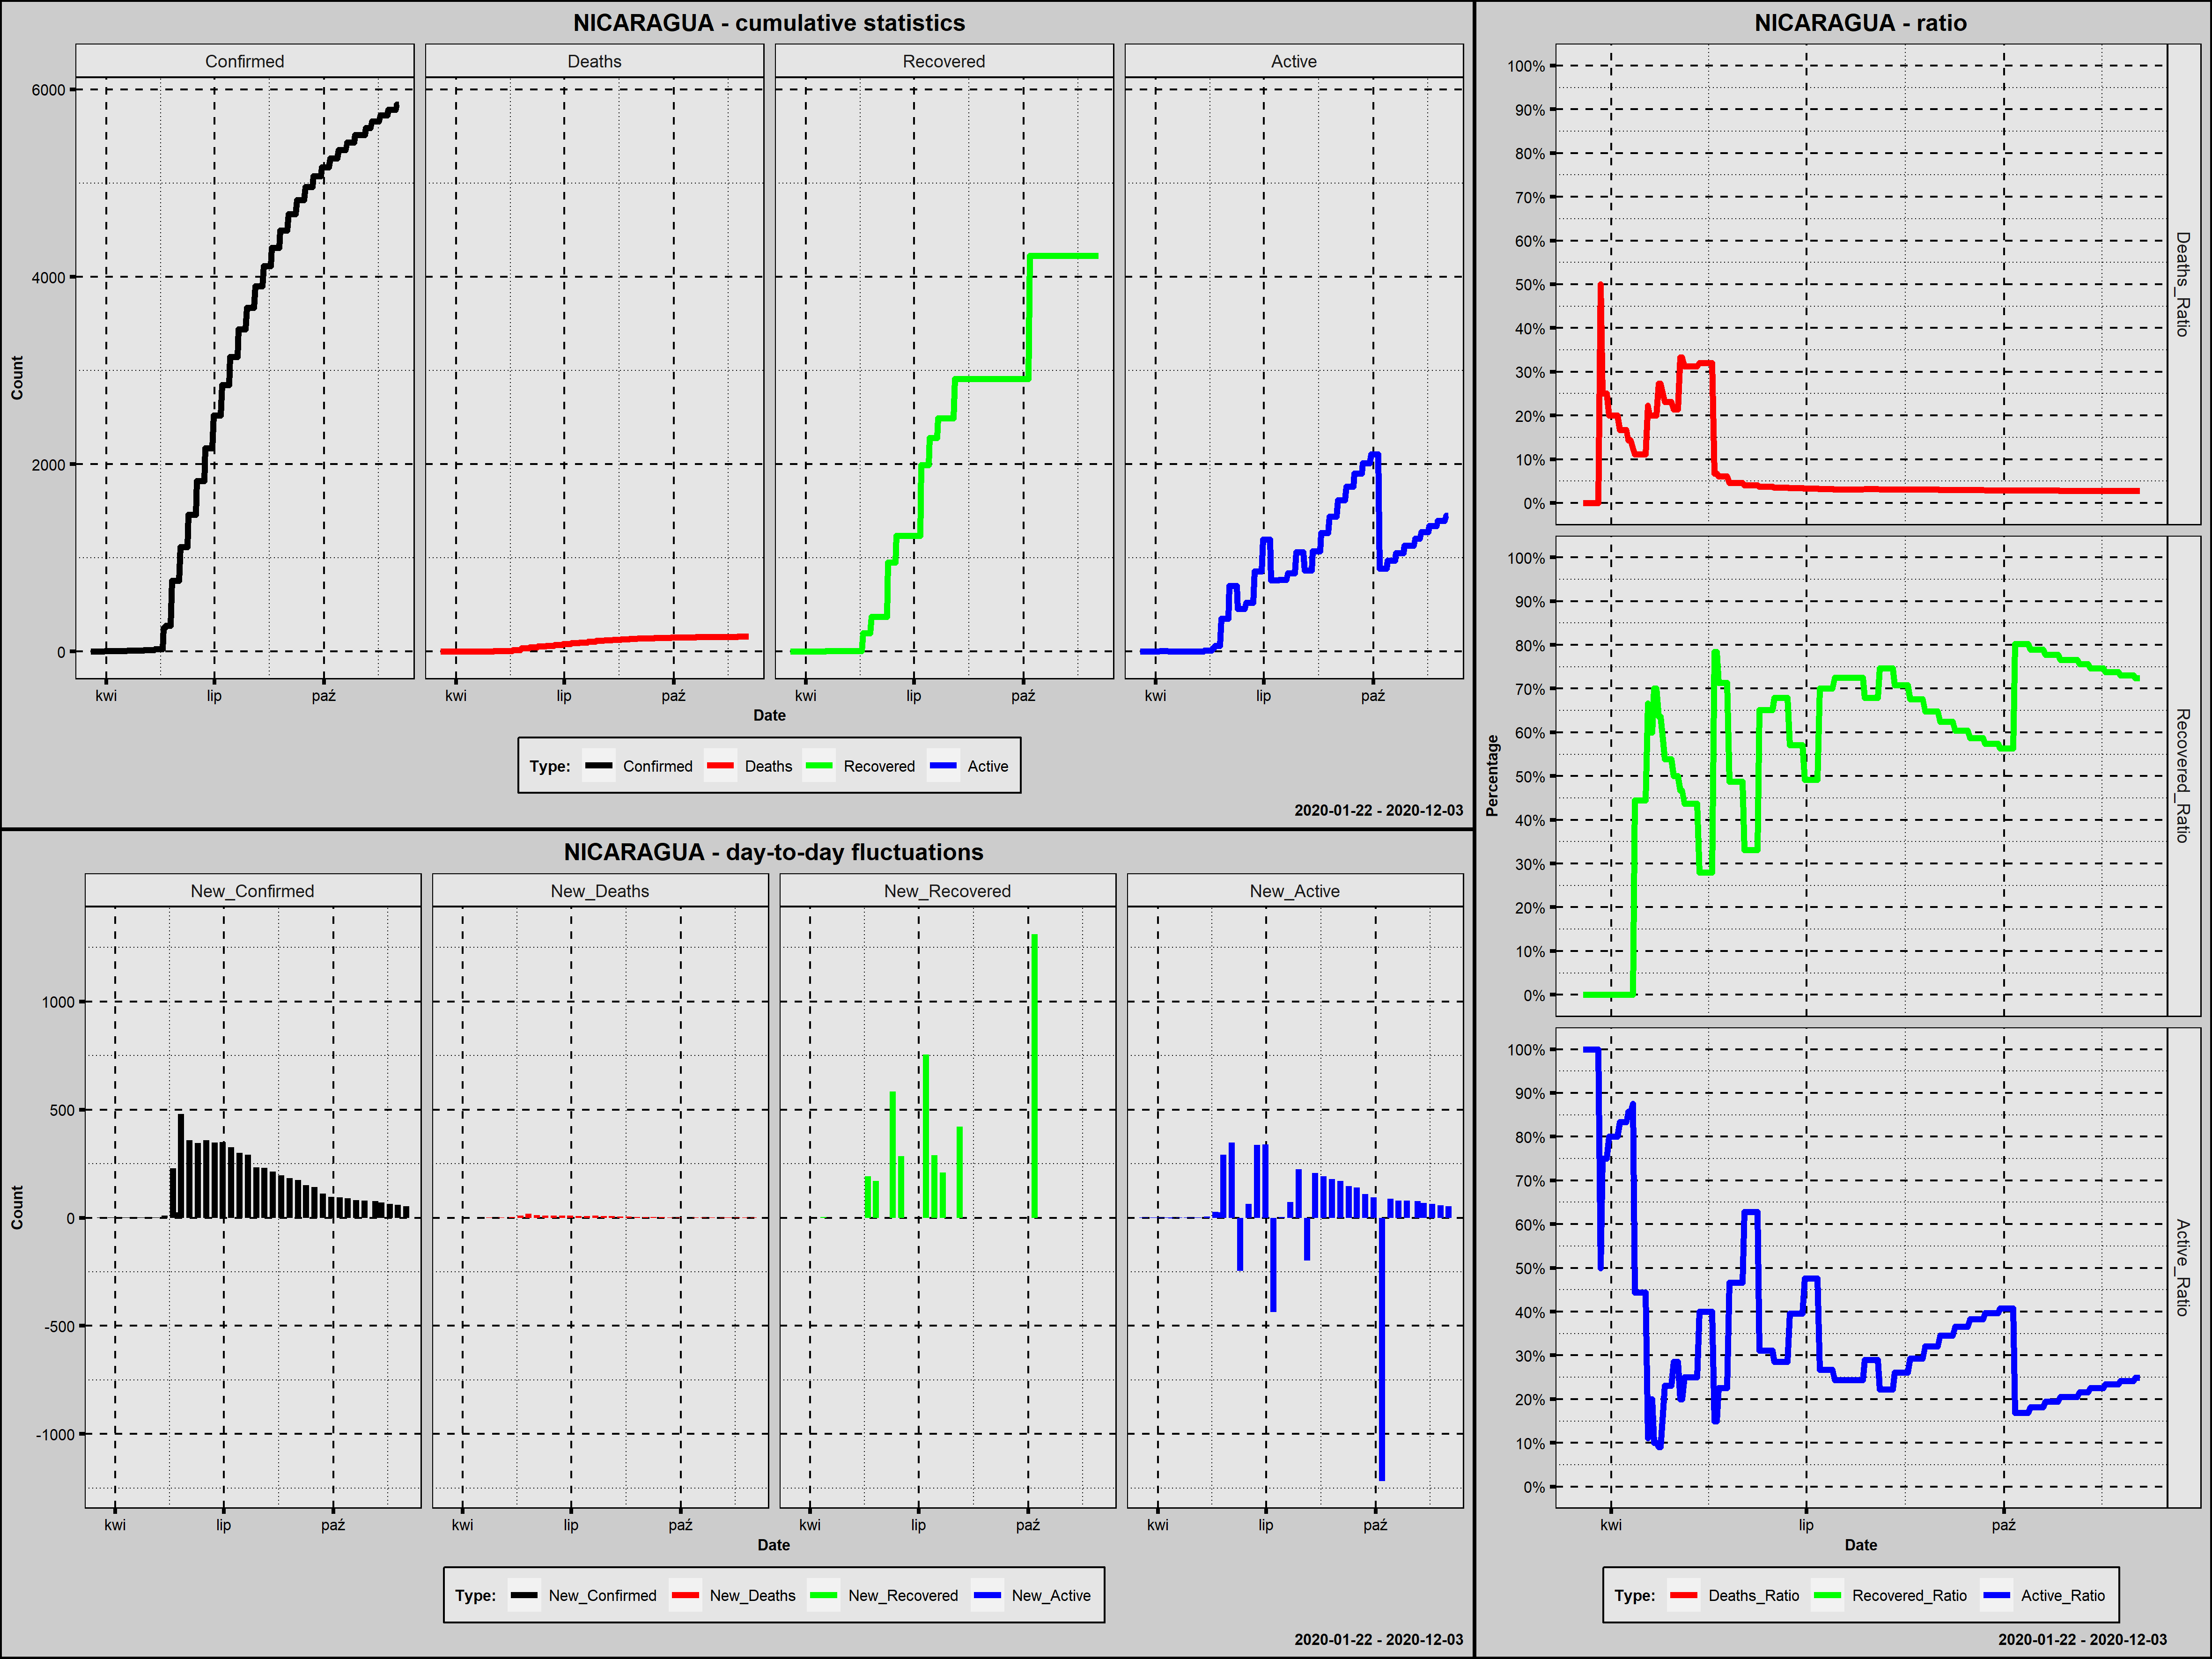 NICARAGUA - cumulative statistics
Confirmed Deaths Recovered Active
6000
4000
2000
0
Count
kwi lip paź kwi lip paź kwi lip paź kwi lip paź
Date
Type: Confirmed Deaths Recovered Active
2020-01-22 - 2020-12-03
NICARAGUA - day-to-day fluctuations
New_Confirmed New_Deaths New_Recovered New_Active
1000
500
0
-500
-1000
Count
kwi lip paź kwi lip paź kwi lip paź kwi lip paź
Date
Type: New_Confirmed New_Deaths New_Recovered New_Active
2020-01-22 - 2020-12-03
NICARAGUA - ratio
100%
90%
80%
70%
60%
50%
40%
30%
20%
10%
0%
Deaths_Ratio
100%
90%
80%
70%
60%
50%
40%
30%
20%
10%
0%
Recovered_Ratio
Percentage
100%
90%
80%
70%
60%
50%
40%
30%
20%
10%
0%
Active_Ratio
kwi lip paź
Date
Type: Deaths_Ratio Recovered_Ratio Active_Ratio
2020-01-22 - 2020-12-03